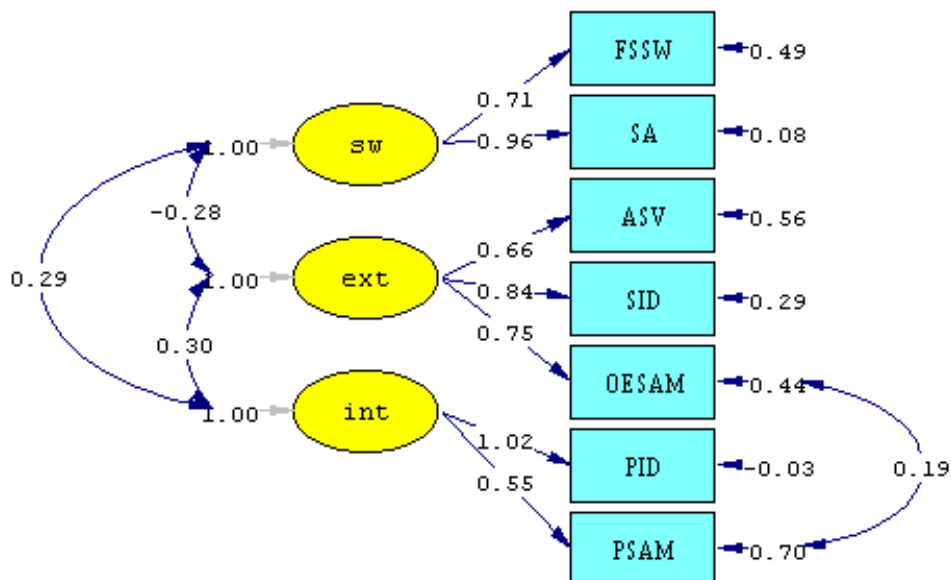 FSSW
0.49
0.71
1.00
sw
0.96
SA
0.08
-0.28
ASV
0.56
0.66
0.29
1.00
ext
0.84
SID
0.29
0.75
0.30
OESAM
0.44
1.00
int
1.02
PID
-0.03
0.19
0.55
PSAM
0.70